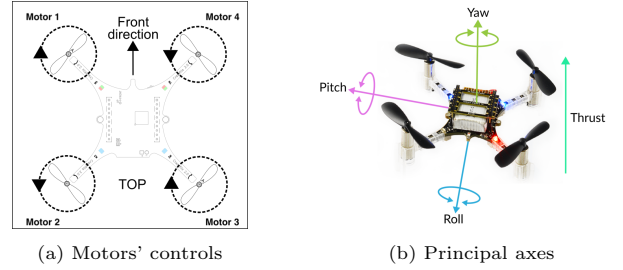 Motor 1
Front
direction
Motor 4
TOP
Motor 2
Motor 3
Yaw
Pitch
Thrust
Roll
(a) Motors' controls
(b) Principal axes